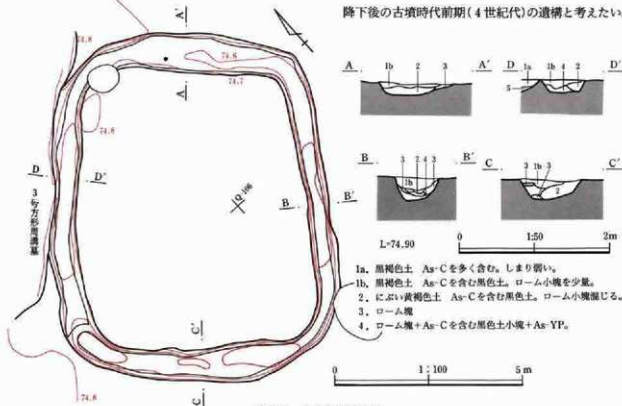 降下後の古墳時代前期(4世紀代)の遺構と考えたい。
A'
A
74.8
74.6
74.7
74.8
D
D'
3号方形周溝墓
Q 106
B
B'
C'
C
74.8
A 1b 2 3 A'
D 1a 1b 4 2 D'
5
B 3 2 4 3 B'
1b
C 3 1b 3 C'
2
L=74.90
0 1:50 2m
1a. 黒褐色土 As-Cを多く含む。しまり弱い。
1b. 黒褐色土 As-Cを含む黒色土。ローム小塊を少量。
2. にぶい黄褐色土 As-Cを含む黒色土。ローム小塊混じる。
3. ローム塊
4. ローム塊+As-Cを含む黒色土小塊+As-YP。
0 1:100 5m